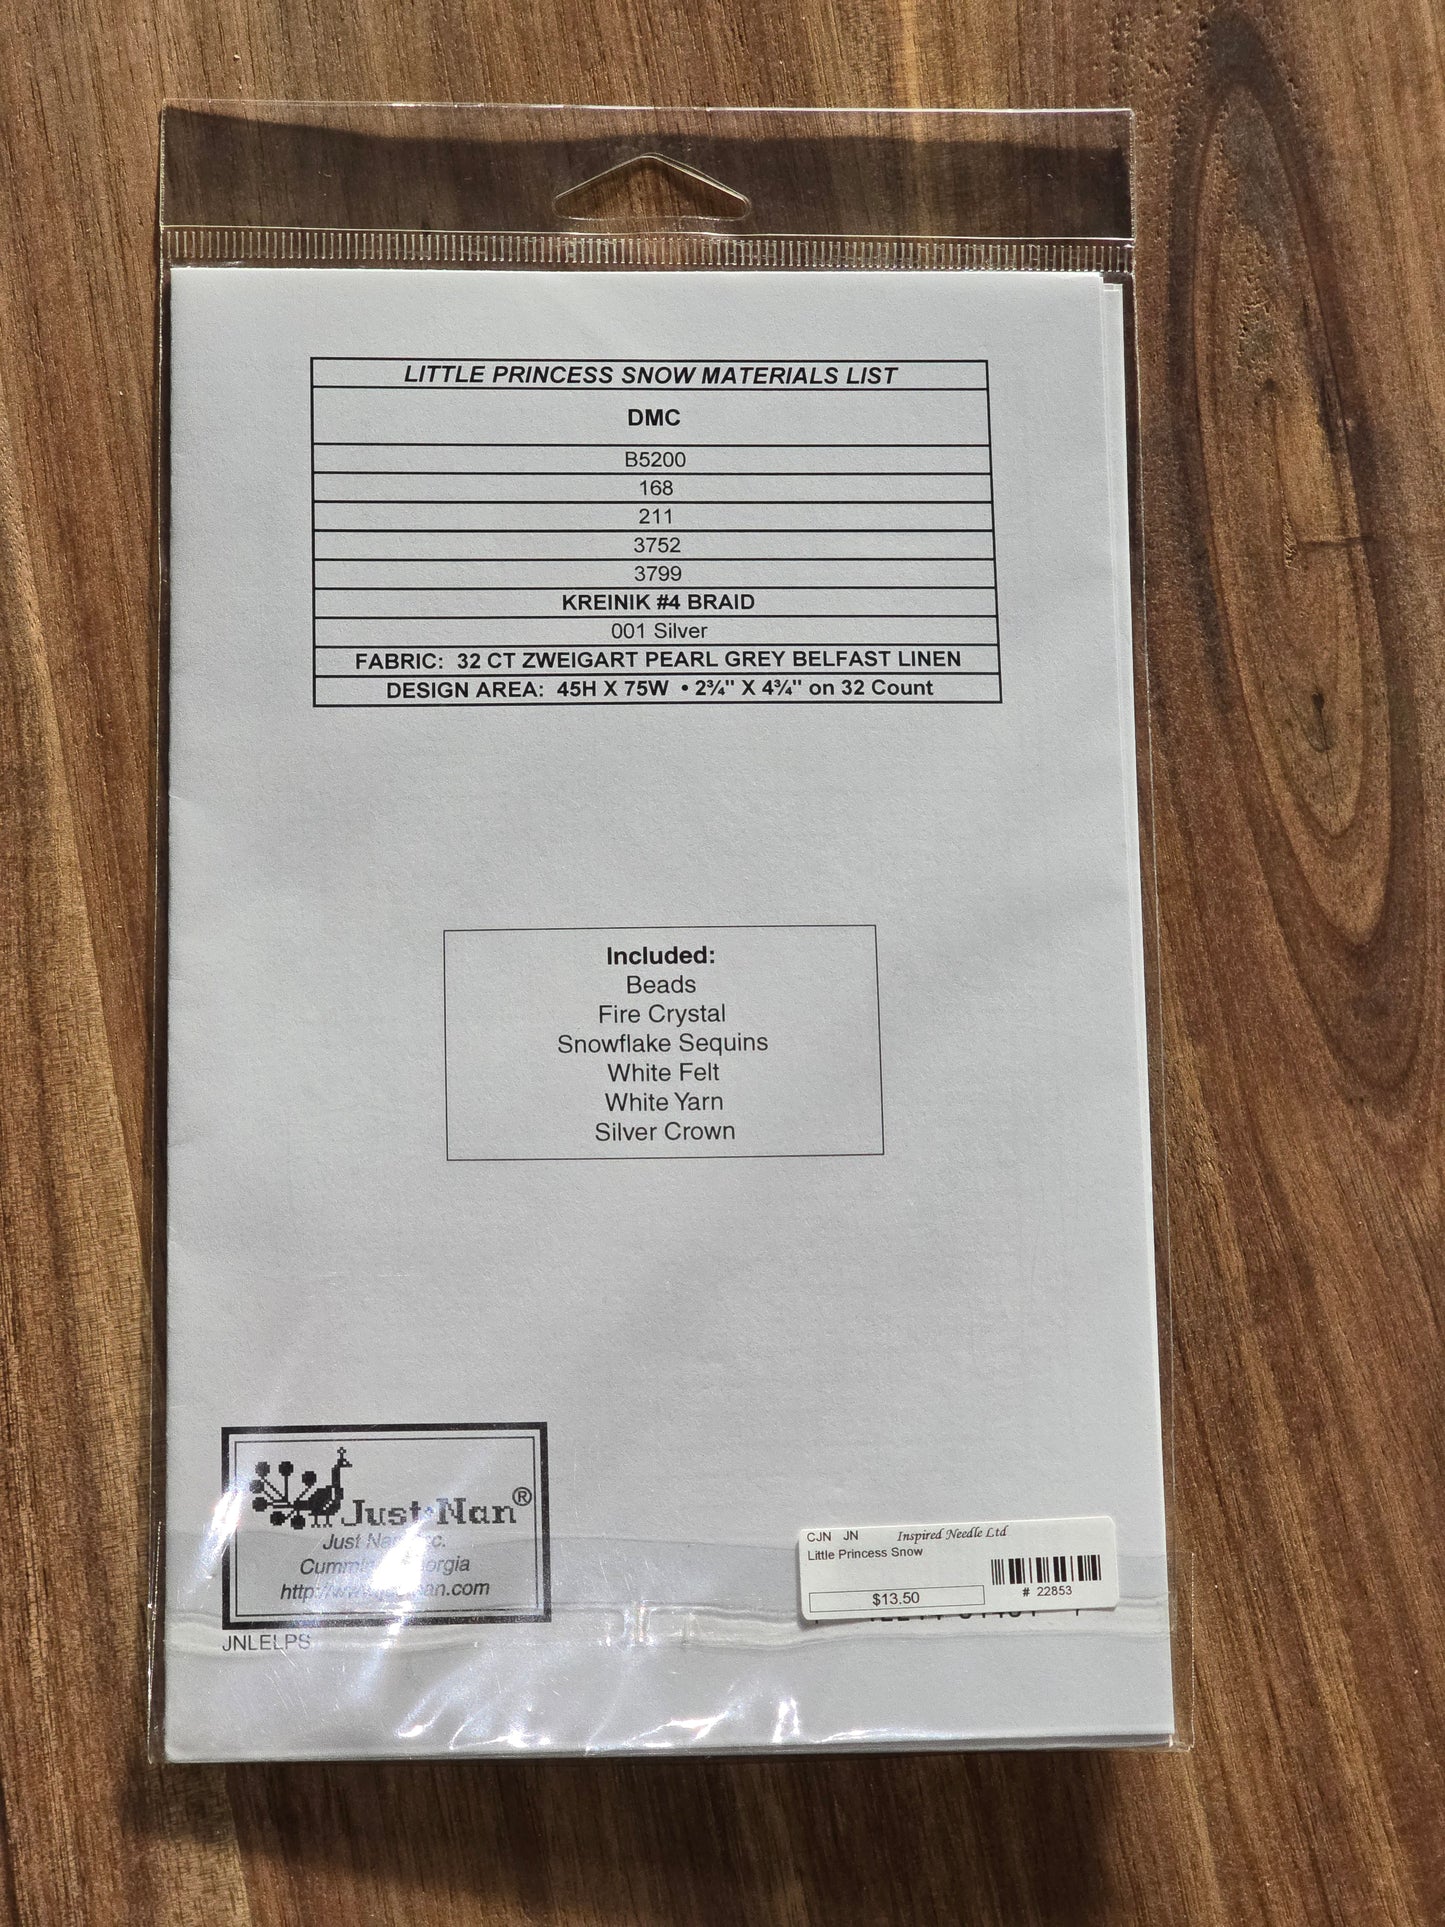 LITTLE PRINCESS SNOW MATERIALS LIST
DMC
B5200
168
211
3752
3799
KREINIK #4 BRAID
001 Silver
FABRIC: 32 CT ZWEIGART PEARL GREY BELFAST LINEN
DESIGN AREA: 45H X 75W • 2¾" X 4¾" on 32 Count
Included:
Beads
Fire Crystal
Snowflake Sequins
White Felt
White Yarn
Silver Crown
Just·Nan®
Just
Cumming, Georgia
JNLELPS
CJN JN Inspired Needle Ltd
Little Princess Snow
$13.50
# 22853